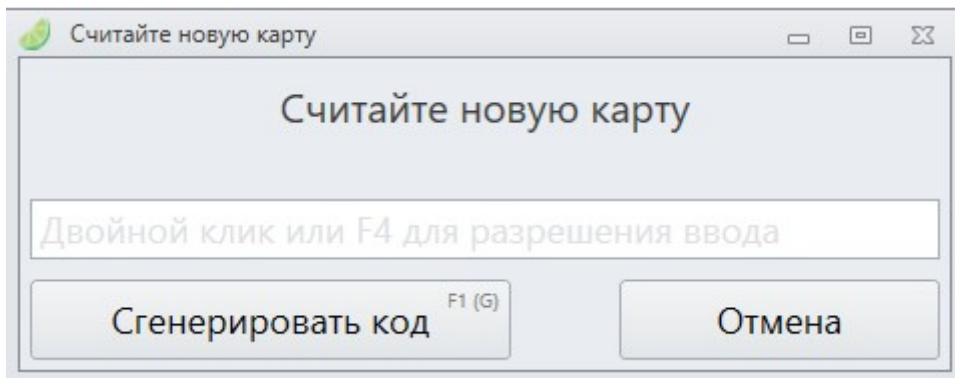 Считайте новую карту
Считайте новую карту
Двойной клик или F4 для разрешения ввода
Сгенерировать код F1 (G)
Отмена